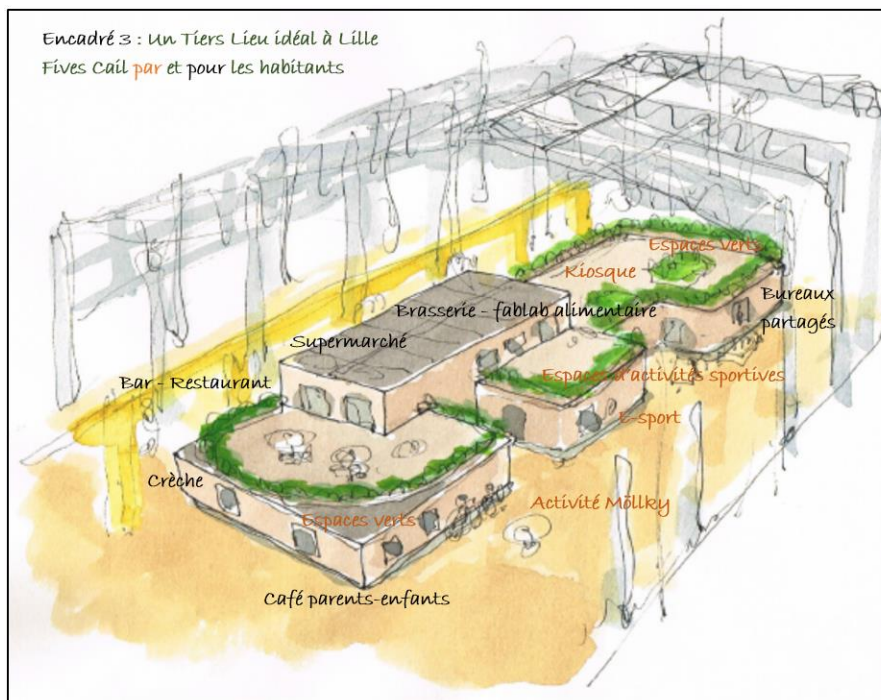 Encadré 3 : Un Tiers Lieu idéal à Lille
Fives Cail par et pour les habitants
Espaces verts
Kiosque
Bureaux
partagés
Brasserie - fablab alimentaire
Supermarché
Bar - Restaurant
Espaces d'activités sportives
E-sport
Crèche
Activité Möllky
Espaces verts
Café parents-enfants